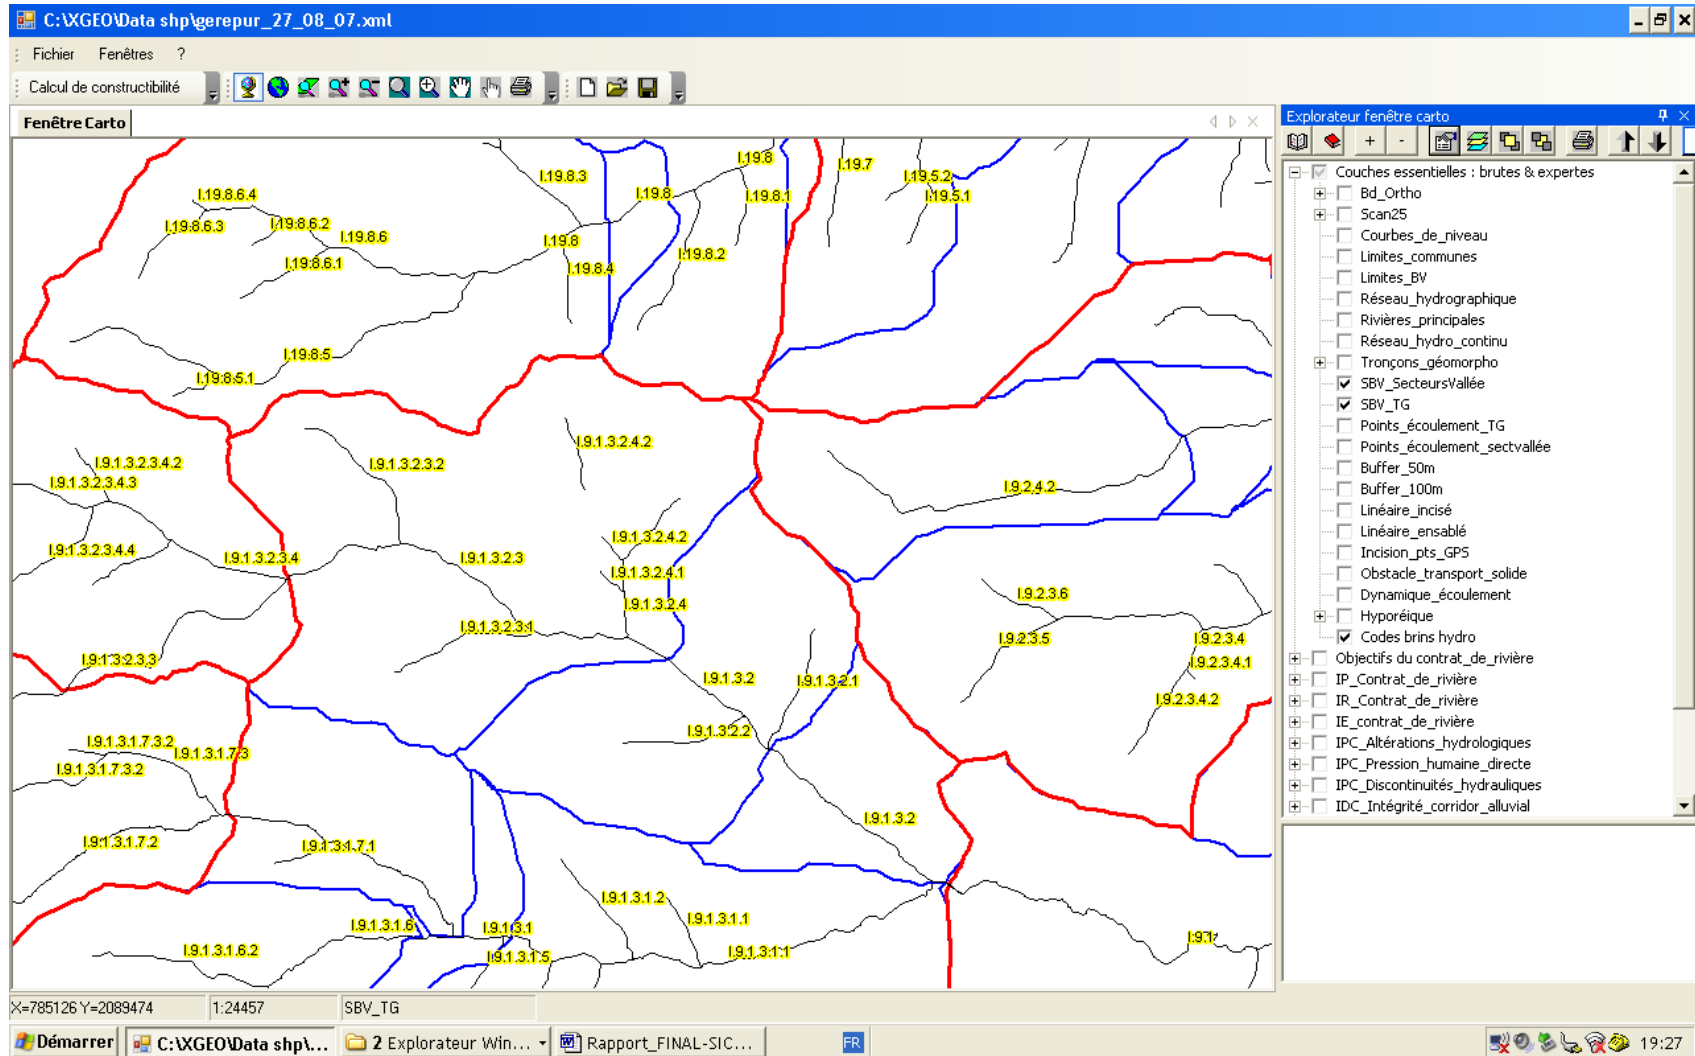 C:\XGEO\Data shp\gerepur_27_08_07.xml
Fichier Fenêtres ?
Calcul de constructibilité
Fenêtre Carto
I.19.8.3
I.19.8
I.19.7
I.19.5.2
I.19.8.6.4
I.19.8
I.19.8.1
I.19.5.1
I.19.8.6.3
I.19.8.6.2
I.19.8.6
I.19.8
I.19.8.2
I.19.8.6.1
I.19.8.4
I.19.8.5
I.19.8.5.1
I.9.1.3.2.4.2
I.9.1.3.2.3.4.2
I.9.1.3.2.3.2
I.9.1.3.2.3.4.3
I.9.2.4.2
I.9.1.3.2.4.2
I.9.1.3.2.3.4.4
I.9.1.3.2.3.4
I.9.1.3.2.3
I.9.1.3.2.4.1
I.9.2.3.6
I.9.1.3.2.4
I.9.1.3.2.3.1
I.9.2.3.5
I.9.2.3.4
I.9.1.3.2.3.3
I.9.2.3.4.1
I.9.1.3.2
I.9.1.3.2.1
I.9.2.3.4.2
I.9.1.3.2.2
I.9.1.3.1.7.3.2
I.9.1.3.1.7.3
I.9.1.3.1.7.3.2
I.9.1.3.2
I.9.1.3.1.7.2
I.9.1.3.1.7.1
I.9.1.3.1.2
I.9.1.3.1.1
I.9.1.3.1.6
I.9.1.3.1
I.9.1
I.9.1.3.1.6.2
I.9.1.3.1.5
I.9.1.3.1.1
Explorateur fenêtre carto
+ -
Couches essentielles : brutes & expertes
Bd_Ortho
Scan25
Courbes_de_niveau
Limites_communes
Limites_BV
Réseau_hydrographique
Rivières_principales
Réseau_hydro_continu
Tronçons_géomorpho
SBV_SecteursVallée
SBV_TG
Points_écoulement_TG
Points_écoulement_sectvallée
Buffer_50m
Buffer_100m
Linéaire_incisé
Linéaire_ensablé
Incision_pts_GPS
Obstacle_transport_solide
Dynamique_écoulement
Hyporéique
Codes brins hydro
Objectifs du contrat_de_rivière
IP_Contrat_de_rivière
IR_Contrat_de_rivière
IE_contrat_de_rivière
IPC_Altérations_hydrologiques
IPC_Pression_humaine_directe
IPC_Discontinuités_hydrauliques
IDC_Intégrité_corridor_alluvial
X=785126 Y=2089474 1:24457 SBV_TG
Démarrer C:\XGEO\Data shp\... 2 Explorateur Win... Rapport_FINAL-SIC... FR 19:27